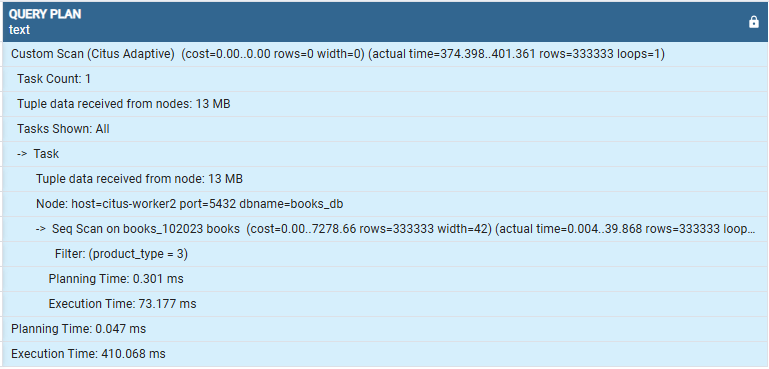 QUERY PLAN
text
Custom Scan (Citus Adaptive) (cost=0.00..0.00 rows=0 width=0) (actual time=374.398..401.361 rows=333333 loops=1)
Task Count: 1
Tuple data received from nodes: 13 MB
Tasks Shown: All
-> Task
Tuple data received from node: 13 MB
Node: host=citus-worker2 port=5432 dbname=books_db
-> Seq Scan on books_102023 books (cost=0.00..7278.66 rows=333333 width=42) (actual time=0.004..39.868 rows=333333 loop...
Filter: (product_type = 3)
Planning Time: 0.301 ms
Execution Time: 73.177 ms
Planning Time: 0.047 ms
Execution Time: 410.068 ms